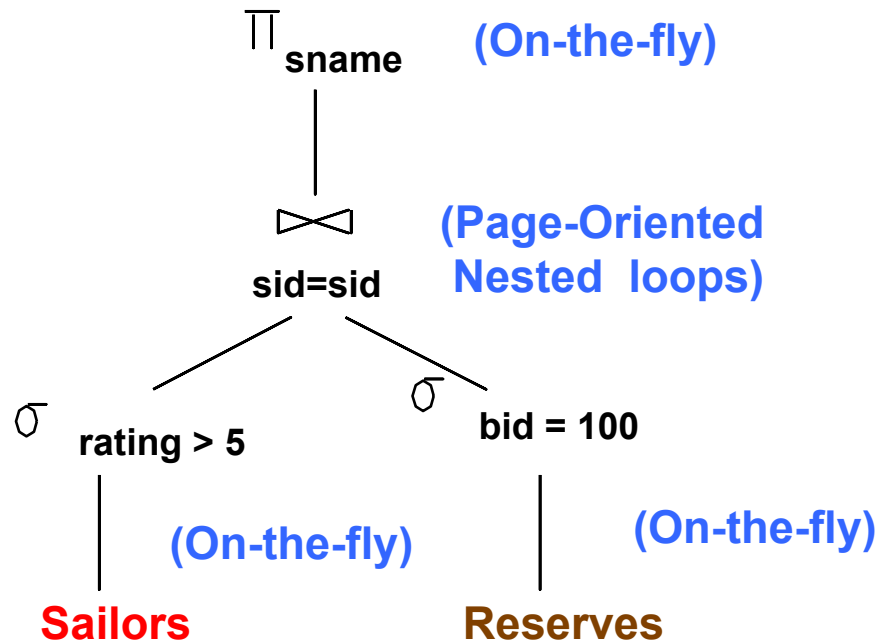 π sname (On-the-fly)
⋈ (Page-Oriented
sid=sid Nested loops)
σ rating > 5
σ bid = 100
(On-the-fly)
(On-the-fly)
Sailors
Reserves